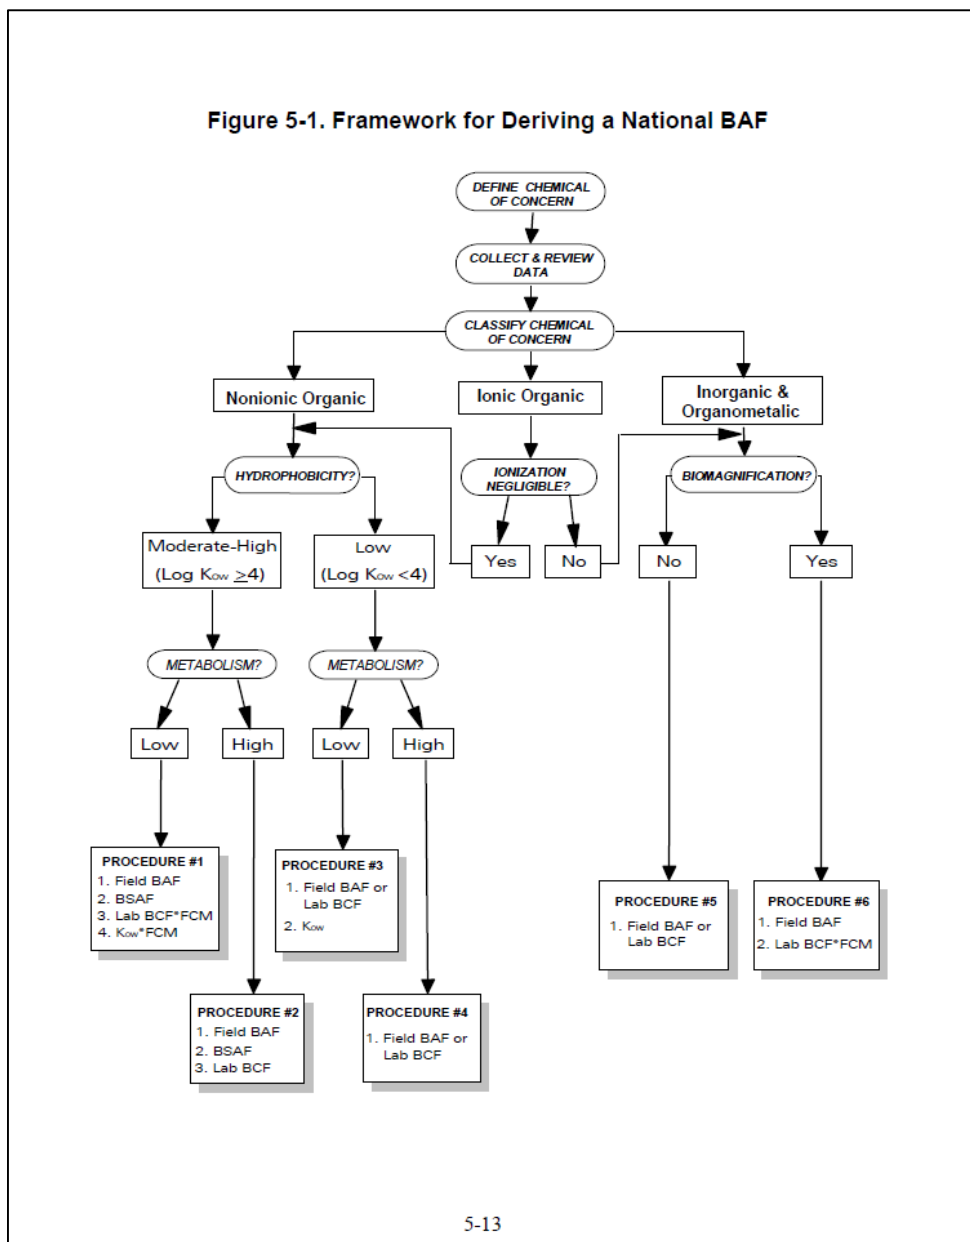 Figure 5-1. Framework for Deriving a National BAF
DEFINE CHEMICAL
OF CONCERN
COLLECT & REVIEW
DATA
CLASSIFY CHEMICAL
OF CONCERN
Nonionic Organic
Ionic Organic
Inorganic &
Organometalic
HYDROPHOBICITY?
IONIZATION
NEGLIGIBLE?
BIOMAGNIFICATION?
Moderate-High
(Log Kow ≥4)
Low
(Log Kow <4)
Yes
No
No
Yes
METABOLISM?
METABOLISM?
Low
High
Low
High
PROCEDURE #1
1. Field BAF
2. BSAF
3. Lab BCF*FCM
4. Kow*FCM
PROCEDURE #3
1. Field BAF or
Lab BCF
2. Kow
PROCEDURE #5
1. Field BAF or
Lab BCF
PROCEDURE #6
1. Field BAF
2. Lab BCF*FCM
PROCEDURE #2
1. Field BAF
2. BSAF
3. Lab BCF
PROCEDURE #4
1. Field BAF or
Lab BCF
5-13